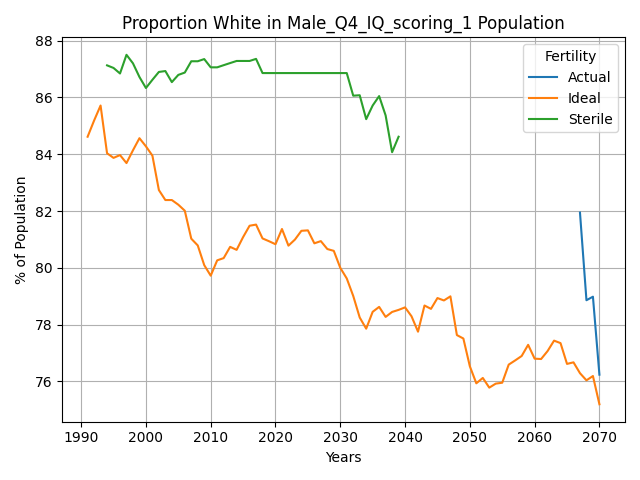 Proportion White in Male_Q4_IQ_scoring_1 Population
% of Population
88
86
84
82
80
78
76
Fertility
Actual
Ideal
Sterile
1990 2000 2010 2020 2030 2040 2050 2060 2070
Years